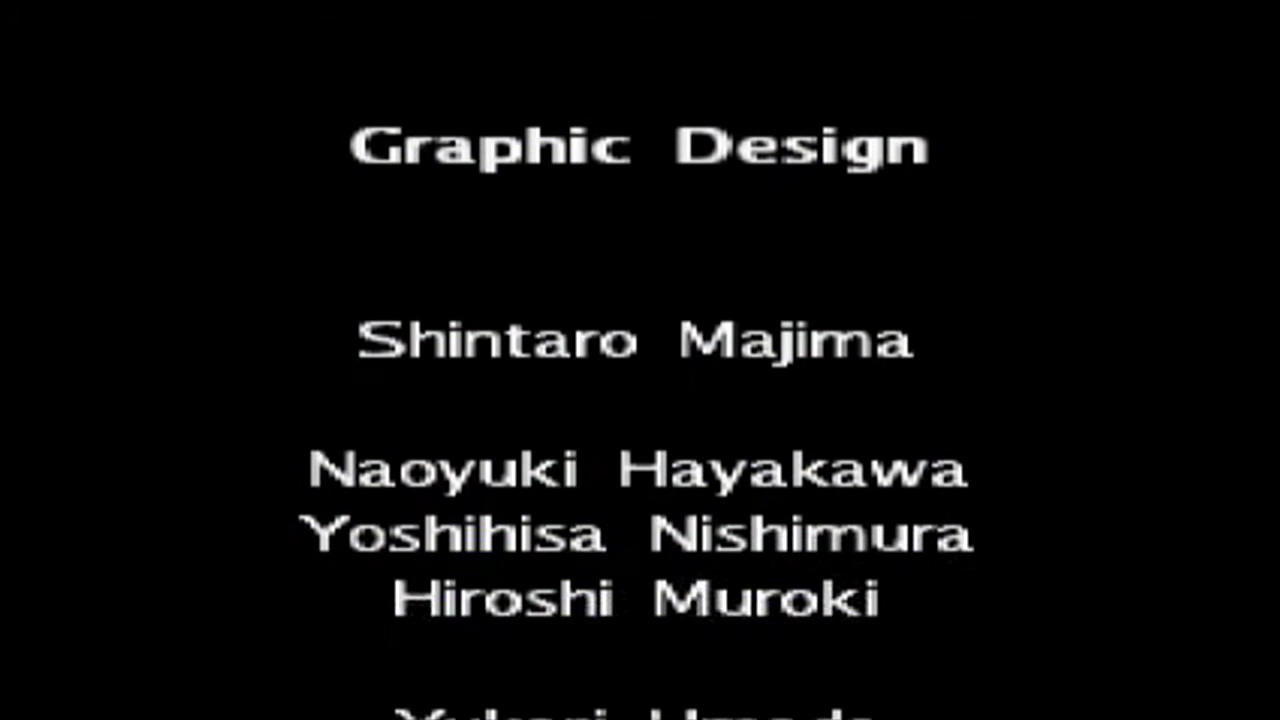 Graphic Design
Shintaro Majima
Naoyuki Hayakawa
Yoshihisa Nishimura
Hiroshi Muroki